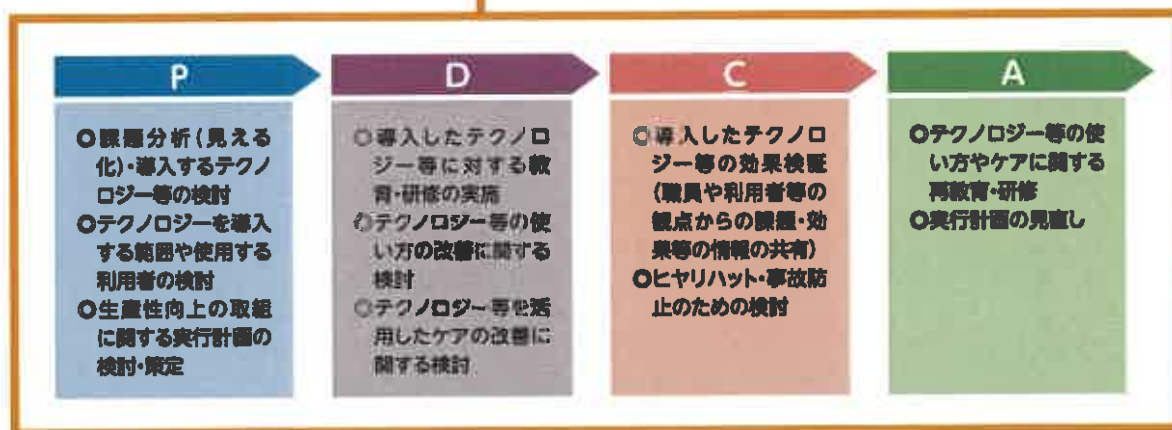 P
○課題分析(見える
化)・導入するテクノ
ロジー等の検討
○テクノロジーを導入
する範囲や使用する
利用者の検討
○生産性向上の取組
に関する実行計画の
検討・策定
D
○導入したテクノロ
ジー等に対する教
育・研修の実施
○テクノロジー等の使
い方の改善に関する
検討
○テクノロジー等を活
用したケアの改善に
関する検討
C
○導入したテクノロ
ジー等の効果検証
(職員や利用者等の
観点からの課題・効
果等の情報の共有)
○ヒヤリハット・事故防
止のための検討
A
○テクノロジー等の使
い方やケアに関する
再教育・研修
○実行計画の見直し